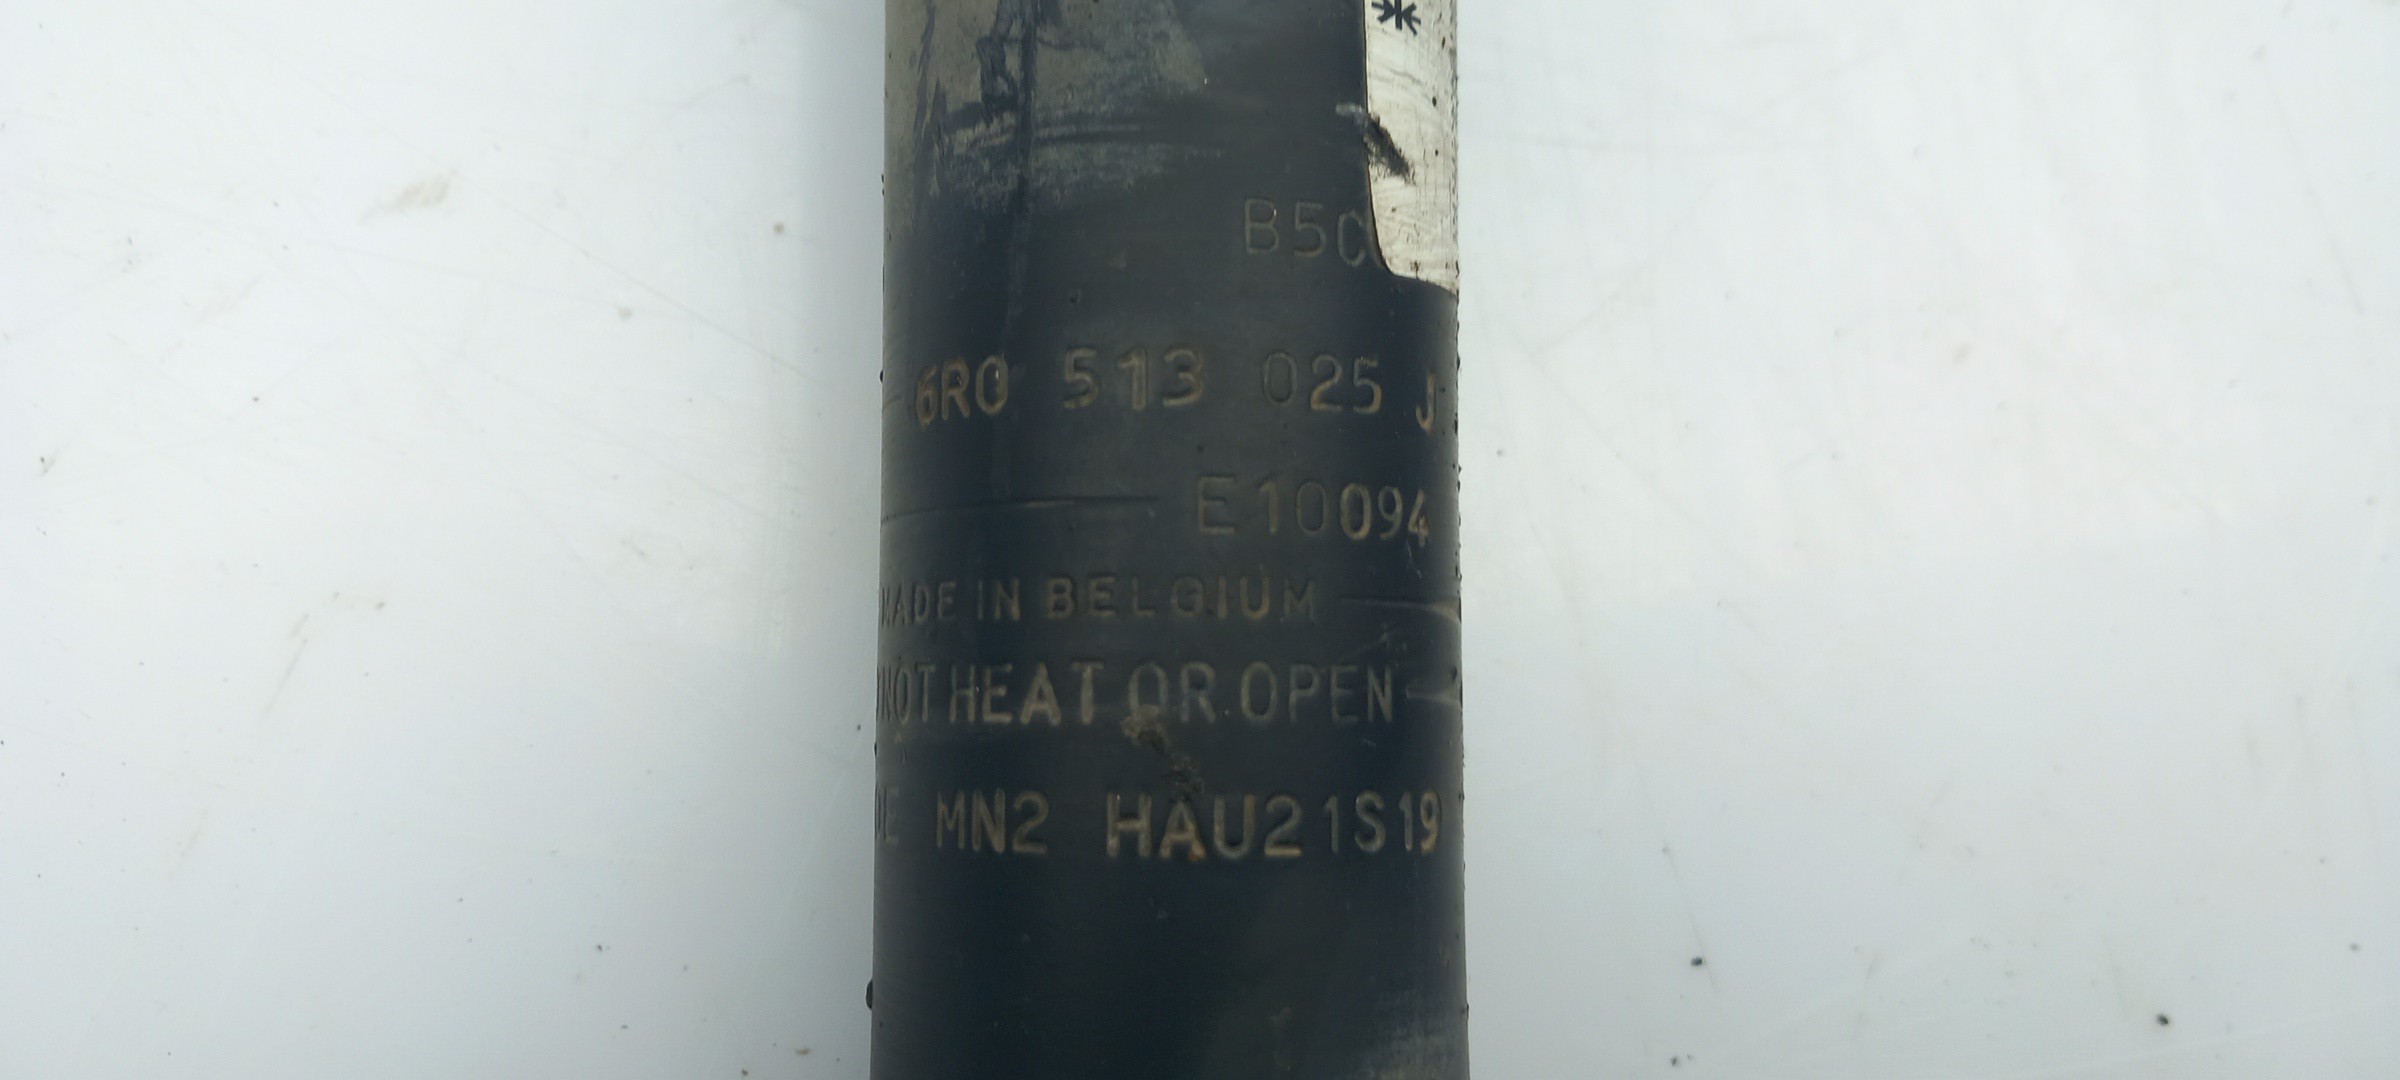 *
B5C
6R0 513 025 J
E10094
MADE IN BELGIUM
NOT HEAT OR OPEN
MN2 HAU21S19